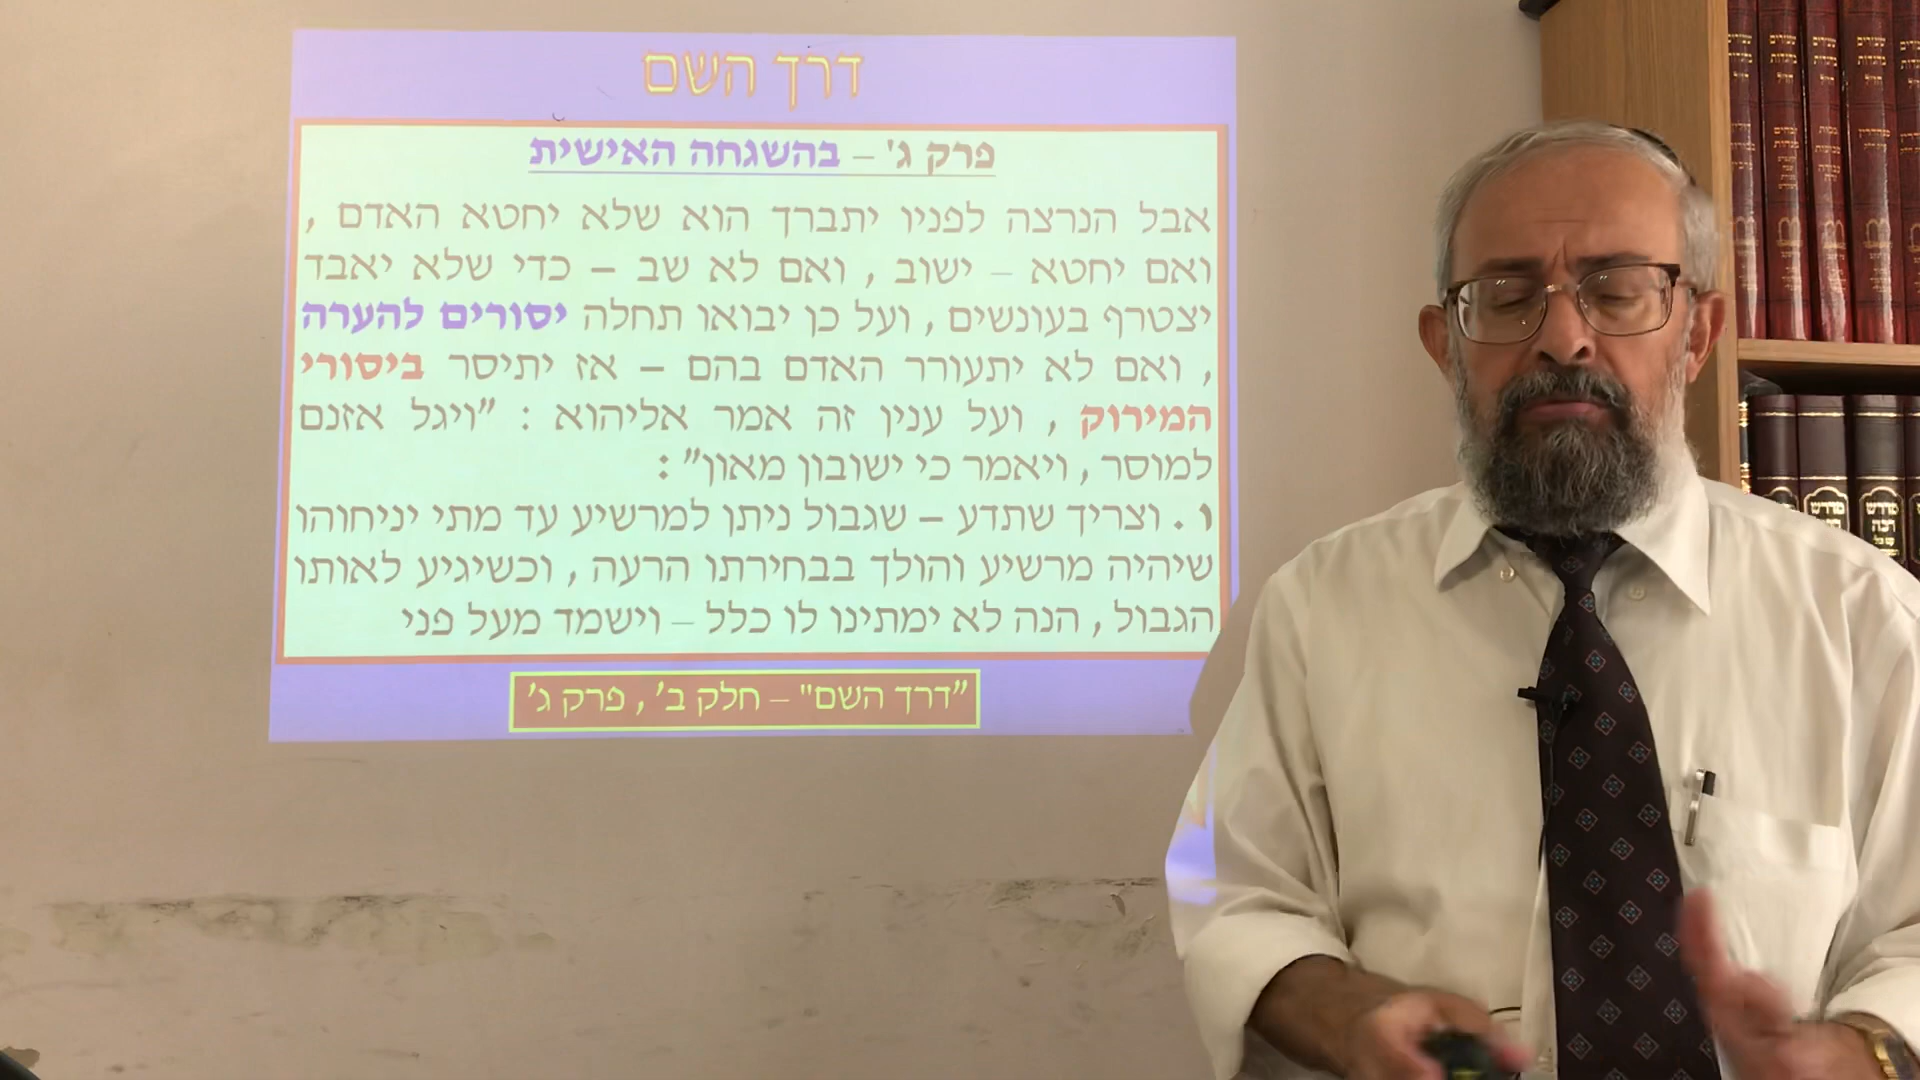 דרך השם
פרק ג' – בהשגחה האישית
אבל הנרצה לפניו יתברך הוא שלא יחטא האדם ,
ואם יחטא – ישוב , ואם לא שב – כדי שלא יאבד
יצטרף בעונשים , ועל כן יבואו תחלה יסורים להערה
, ואם לא יתעורר האדם בהם – אז יתיסר ביסורי
המירוק , ועל ענין זה אמר אליהוא : "ויגל אזנם
למוסר , ויאמר כי ישובון מאון" :
ו . וצריך שתדע – שגבול ניתן למרשיע עד מתי יניחוהו
שיהיה מרשיע והולך בבחירתו הרעה , וכשיגיע לאותו
הגבול , הנה לא ימתינו לו כלל – וישמד מעל פני
"דרך השם" – חלק ב' , פרק ג'
מדרש
רבה